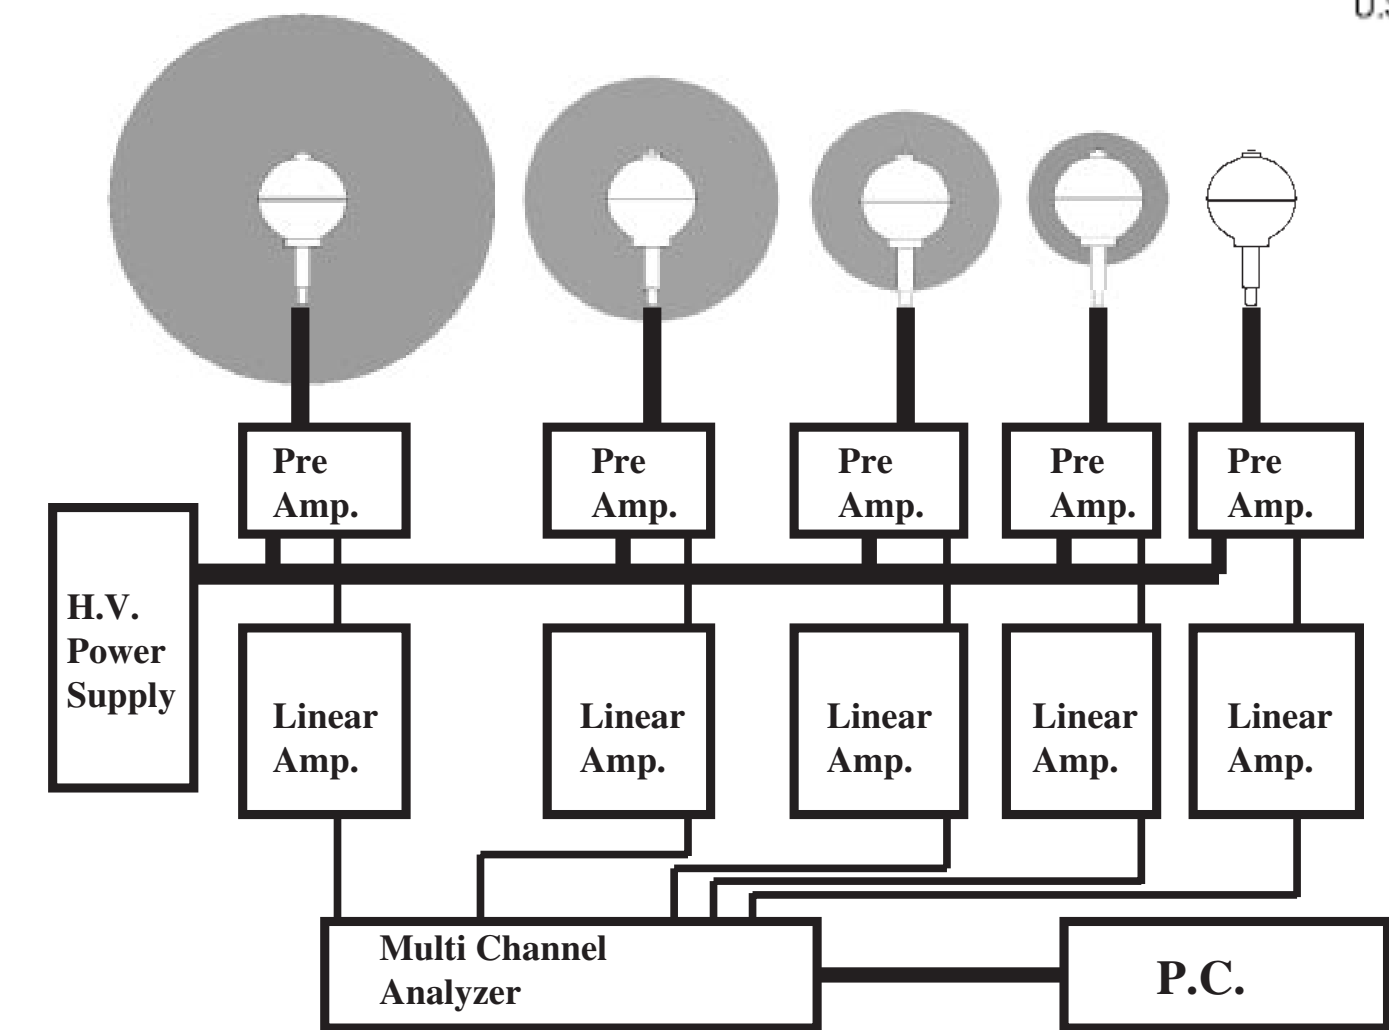 Pre
Amp.
Pre
Amp.
Pre
Amp.
Pre
Amp.
Pre
Amp.
H.V.
Power
Supply
Linear
Amp.
Linear
Amp.
Linear
Amp.
Linear
Amp.
Linear
Amp.
Multi Channel
Analyzer
P.C.